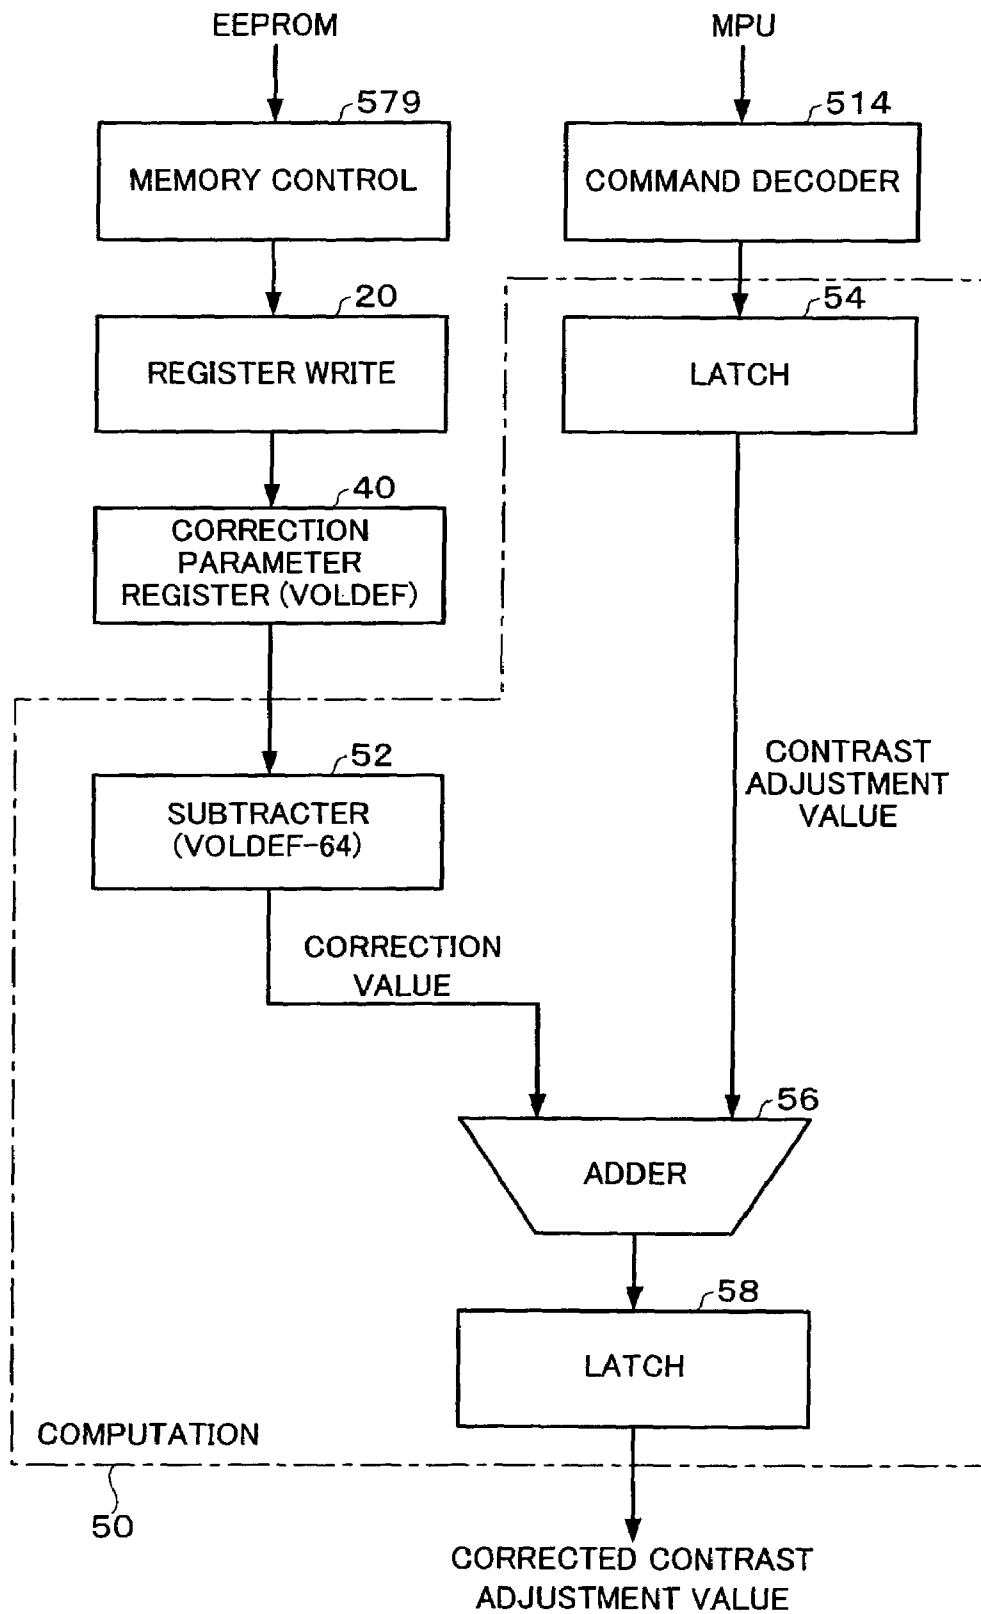 EEPROM
MPU
579
514
MEMORY CONTROL
COMMAND DECODER
20
54
REGISTER WRITE
LATCH
40
CORRECTION
PARAMETER
REGISTER (VOLDEF)
52
SUBTRACTER
(VOLDEF-64)
CONTRAST
ADJUSTMENT
VALUE
CORRECTION
VALUE
56
ADDER
58
LATCH
COMPUTATION
50
CORRECTED CONTRAST
ADJUSTMENT VALUE